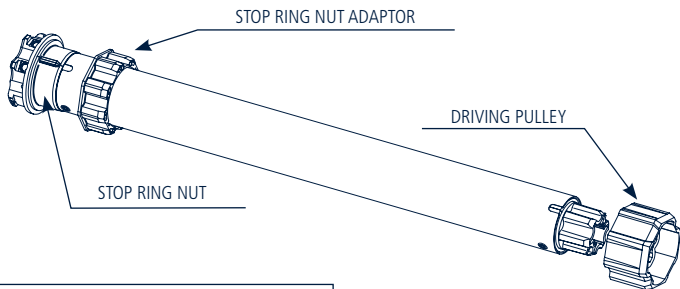 STOP RING NUT ADAPTOR
DRIVING PULLEY
STOP RING NUT